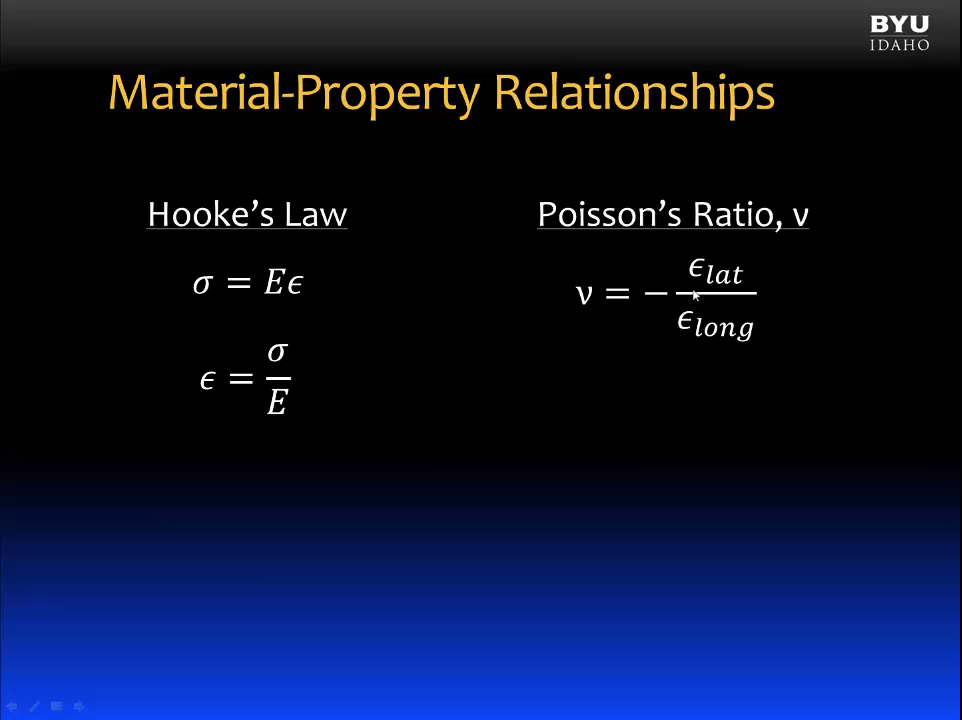 BYU
IDAHO
Material-Property Relationships
Hooke's Law
σ = Eϵ
ϵ = σ/E
Poisson's Ratio, ν
ν = −ϵ_lat/ϵ_long